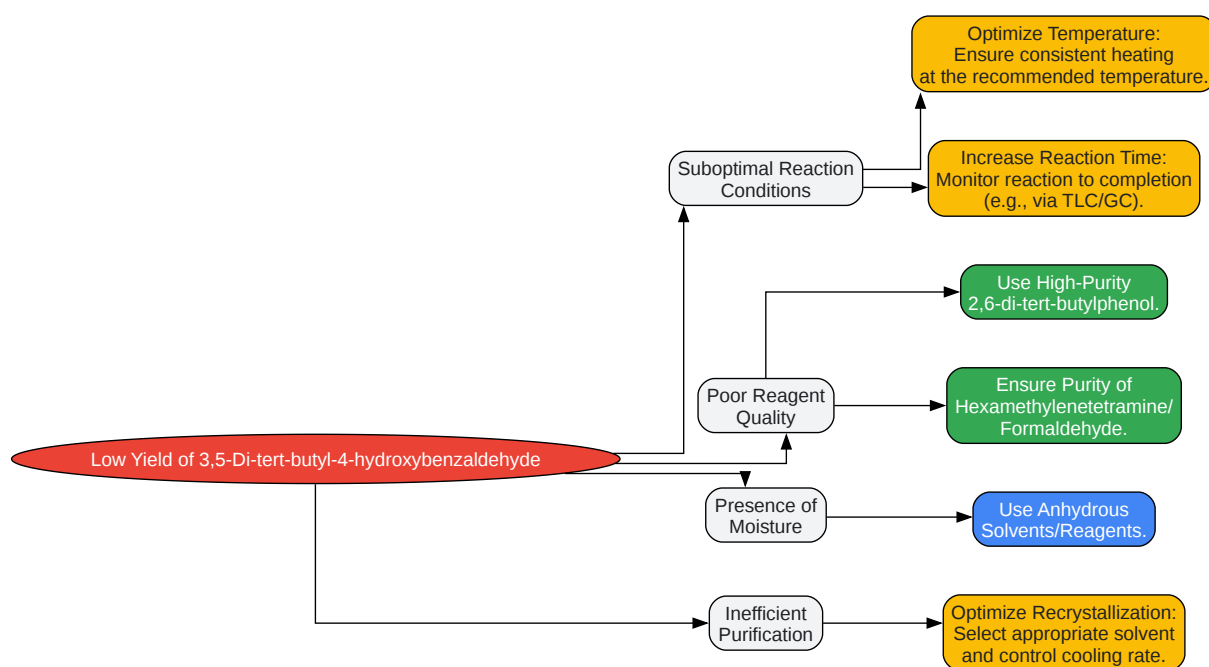 Optimize Temperature:
Ensure consistent heating
at the recommended temperature.
Suboptimal Reaction
Conditions
Increase Reaction Time:
Monitor reaction to completion
(e.g., via TLC/GC).
Use High-Purity
2,6-di-tert-butylphenol.
Poor Reagent
Quality
Ensure Purity of
Hexamethylenetetramine/
Formaldehyde.
Low Yield of 3,5-Di-tert-butyl-4-hydroxybenzaldehyde
Presence of
Moisture
Use Anhydrous
Solvents/Reagents.
Inefficient
Purification
Optimize Recrystallization:
Select appropriate solvent
and control cooling rate.